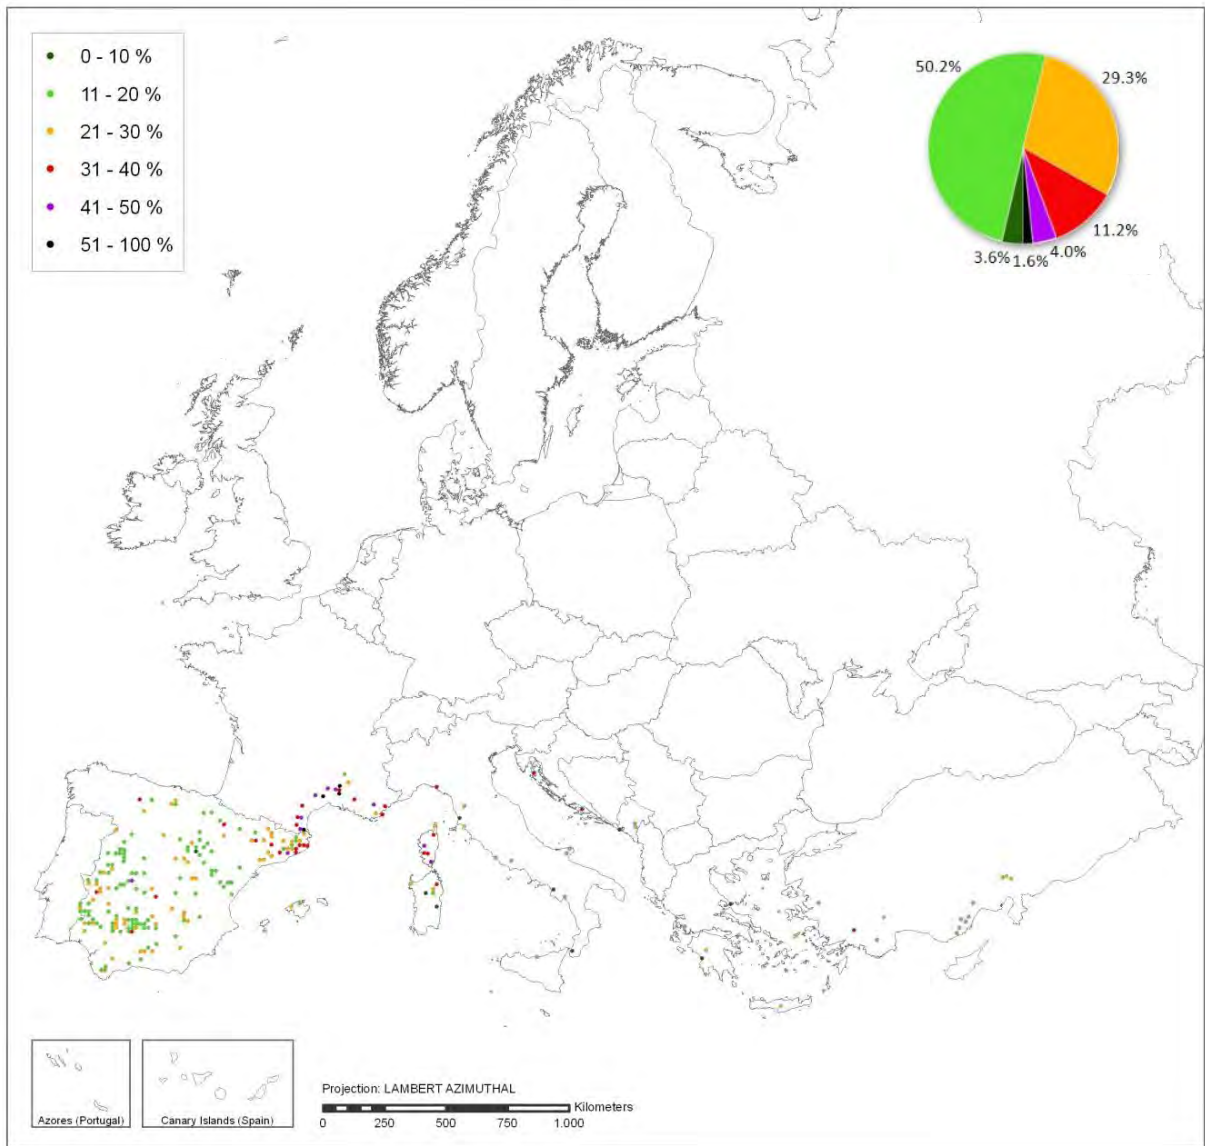 0 - 10 %
11 - 20 %
21 - 30 %
31 - 40 %
41 - 50 %
51 - 100 %
50.2%
29.3%
11.2%
4.0%
1.6%
3.6%
Projection: LAMBERT AZIMUTHAL
Kilometers
0 250 500 750 1.000
Azores (Portugal)
Canary Islands (Spain)